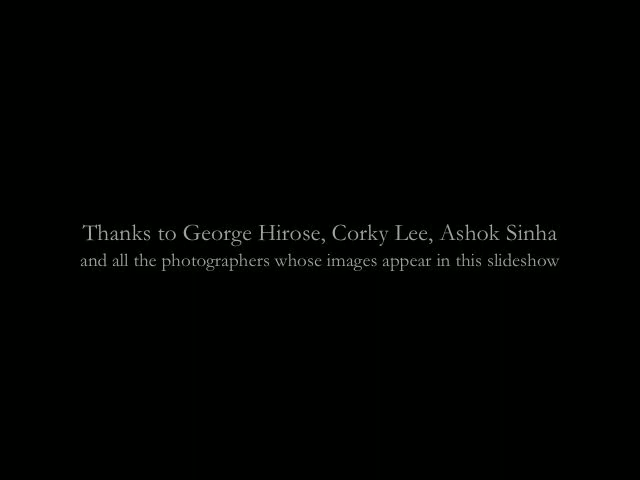 Thanks to George Hirose, Corky Lee, Ashok Sinha
and all the photographers whose images appear in this slideshow